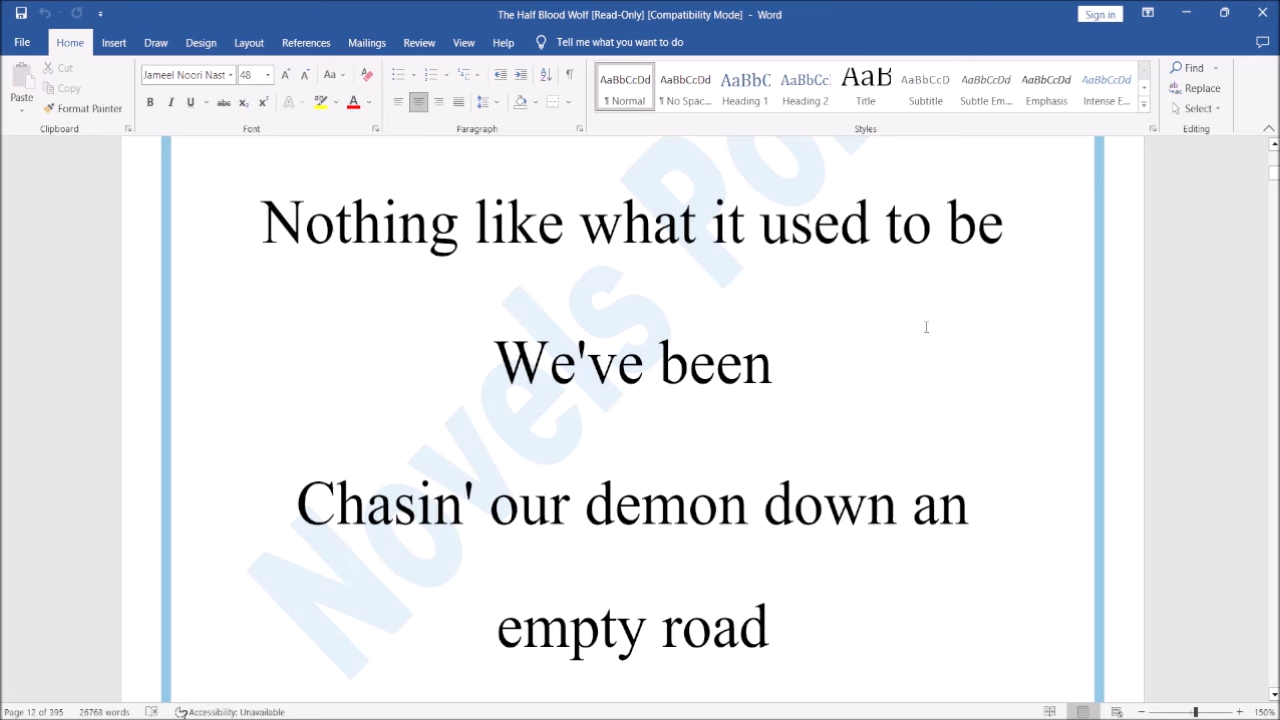 The Half Blood Wolf [Read-Only] [Compatibility Mode] - Word
Sign in
File Home Insert Draw Design Layout References Mailings Review View Help Tell me what you want to do
Paste
Cut
Copy
Format Painter
Clipboard
Jameel Noori Nast 48
Font
Paragraph
AaBbCcDd AaBbCcDd AaBbC AaBbCc AaB AaBbCcD AaBbCcDd AaBbCcDd AaBbCcDd
¶ Normal ¶ No Spac... Heading 1 Heading 2 Title Subtitle Subtle Em... Emphasis Intense E...
Styles
Find
Replace
Select
Editing
Nothing like what it used to be
We've been
Chasin' our demon down an
empty road
Novels
Page 12 of 395 26768 words Accessibility: Unavailable 150%